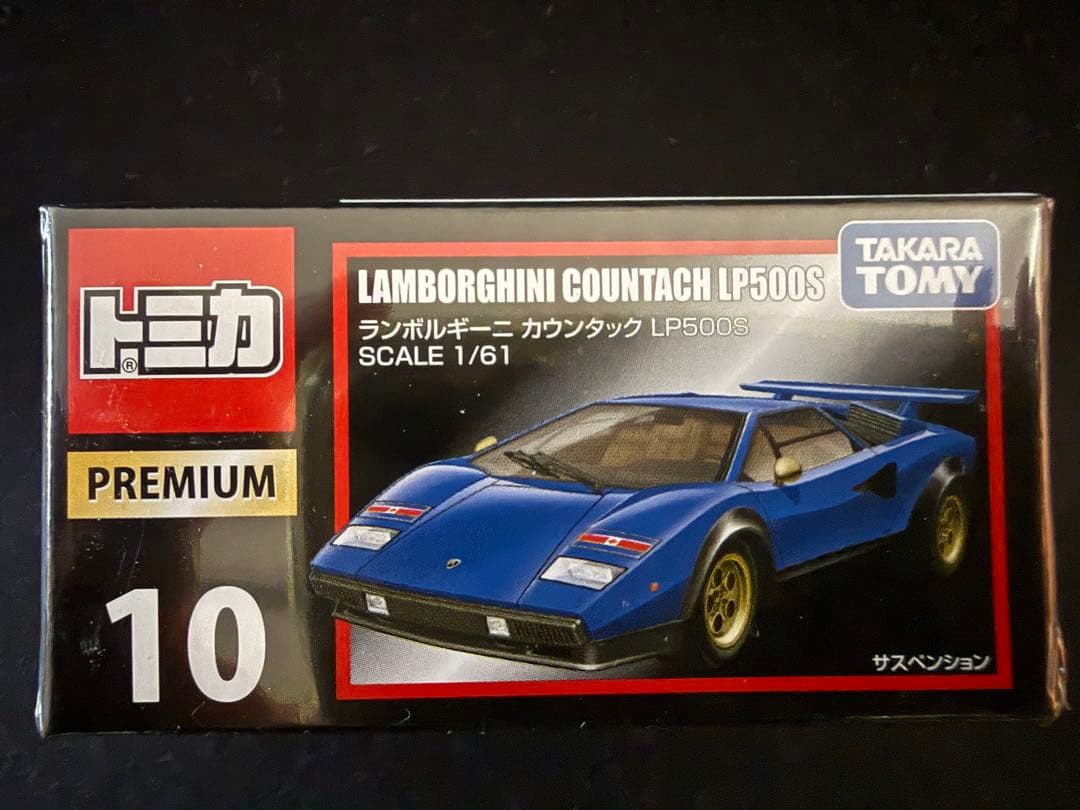 トミカ®
PREMIUM
10
LAMBORGHINI COUNTACH LP500S
ランボルギーニ カウンタック LP500S
SCALE 1/61
TAKARA
TOMY
サスペンション